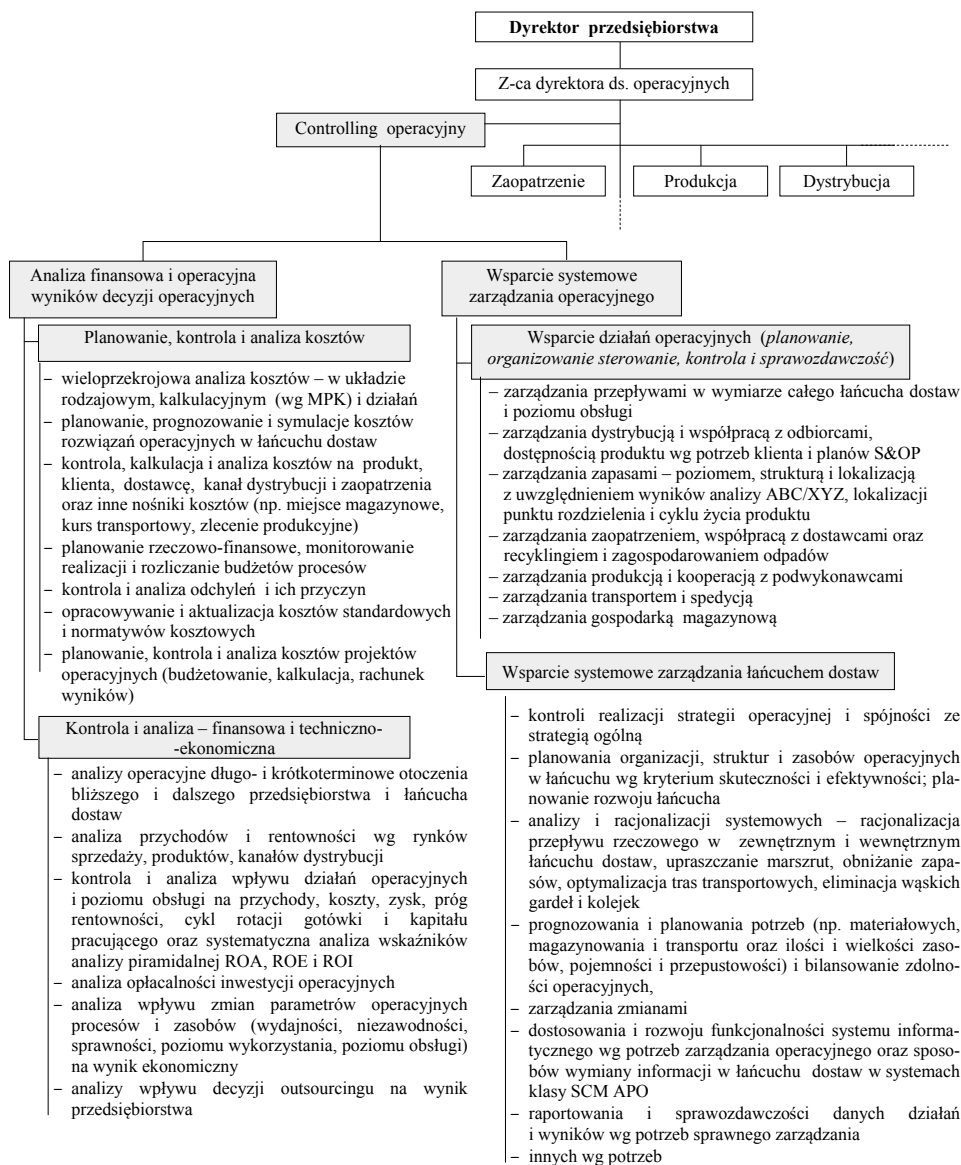 Dyrektor przedsiębiorstwa
Z-ca dyrektora ds. operacyjnych
Controlling operacyjny
Zaopatrzenie
Produkcja
Dystrybucja
Analiza finansowa i operacyjna
wyników decyzji operacyjnych
Planowanie, kontrola i analiza kosztów
– wieloprzekrojowa analiza kosztów – w układzie
rodzajowym, kalkulacyjnym (wg MPK) i działań
– planowanie, prognozowanie i symulacje kosztów
rozwiązań operacyjnych w łańcuchu dostaw
– kontrola, kalkulacja i analiza kosztów na produkt,
klienta, dostawcę, kanał dystrybucji i zaopatrzenia
oraz inne nośniki kosztów (np. miejsce magazynowe,
kurs transportowy, zlecenie produkcyjne)
– planowanie rzeczowo-finansowe, monitorowanie
realizacji i rozliczanie budżetów procesów
– kontrola i analiza odchyleń i ich przyczyn
– opracowywanie i aktualizacja kosztów standardowych
i normatywów kosztowych
– planowanie, kontrola i analiza kosztów projektów
operacyjnych (budżetowanie, kalkulacja, rachunek
wyników)
Kontrola i analiza – finansowa i techniczno-
-ekonomiczna
– analizy operacyjne długo- i krótkoterminowe otoczenia
bliższego i dalszego przedsiębiorstwa i łańcucha
dostaw
– analiza przychodów i rentowności wg rynków
sprzedaży, produktów, kanałów dystrybucji
– kontrola i analiza wpływu działań operacyjnych
i poziomu obsługi na przychody, koszty, zysk, próg
rentowności, cykl rotacji gotówki i kapitału
pracującego oraz systematyczna analiza wskaźników
analizy piramidalnej ROA, ROE i ROI
– analiza opłacalności inwestycji operacyjnych
– analiza wpływu zmian parametrów operacyjnych
procesów i zasobów (wydajności, niezawodności,
sprawności, poziomu wykorzystania, poziomu obsługi)
na wynik ekonomiczny
– analizy wpływu decyzji outsourcingu na wynik
przedsiębiorstwa
Wsparcie systemowe
zarządzania operacyjnego
Wsparcie działań operacyjnych (planowanie,
organizowanie sterowanie, kontrola i sprawozdawczość)
– zarządzania przepływami w wymiarze całego łańcucha dostaw
i poziomu obsługi
– zarządzania dystrybucją i współpracą z odbiorcami,
dostępnością produktu wg potrzeb klienta i planów S&OP
– zarządzania zapasami – poziomem, strukturą i lokalizacją
z uwzględnieniem wyników analizy ABC/XYZ, lokalizacji
punktu rozdzielenia i cyklu życia produktu
– zarządzania zaopatrzeniem, współpracą z dostawcami oraz
recyklingiem i zagospodarowaniem odpadów
– zarządzania produkcją i kooperacją z podwykonawcami
– zarządzania transportem i spedycją
– zarządzania gospodarką magazynową
Wsparcie systemowe zarządzania łańcuchem dostaw
– kontroli realizacji strategii operacyjnej i spójności ze
strategią ogólną
– planowania organizacji, struktur i zasobów operacyjnych
w łańcuchu wg kryterium skuteczności i efektywności; pla-
nowanie rozwoju łańcucha
– analizy i racjonalizacji systemowych – racjonalizacja
przepływu rzeczowego w zewnętrznym i wewnętrznym
łańcuchu dostaw, upraszczanie marszrut, obniżanie zapa-
sów, optymalizacja tras transportowych, eliminacja wąskich
gardeł i kolejek
– prognozowania i planowania potrzeb (np. materiałowych,
magazynowania i transportu oraz ilości i wielkości zaso-
bów, pojemności i przepustowości) i bilansowanie zdolno-
ści operacyjnych,
– zarządzania zmianami
– dostosowania i rozwoju funkcjonalności systemu informa-
tycznego wg potrzeb zarządzania operacyjnego oraz sposo-
bów wymiany informacji w łańcuchu dostaw w systemach
klasy SCM APO
– raportowania i sprawozdawczości danych działań
i wyników wg potrzeb sprawnego zarządzania
– innych wg potrzeb